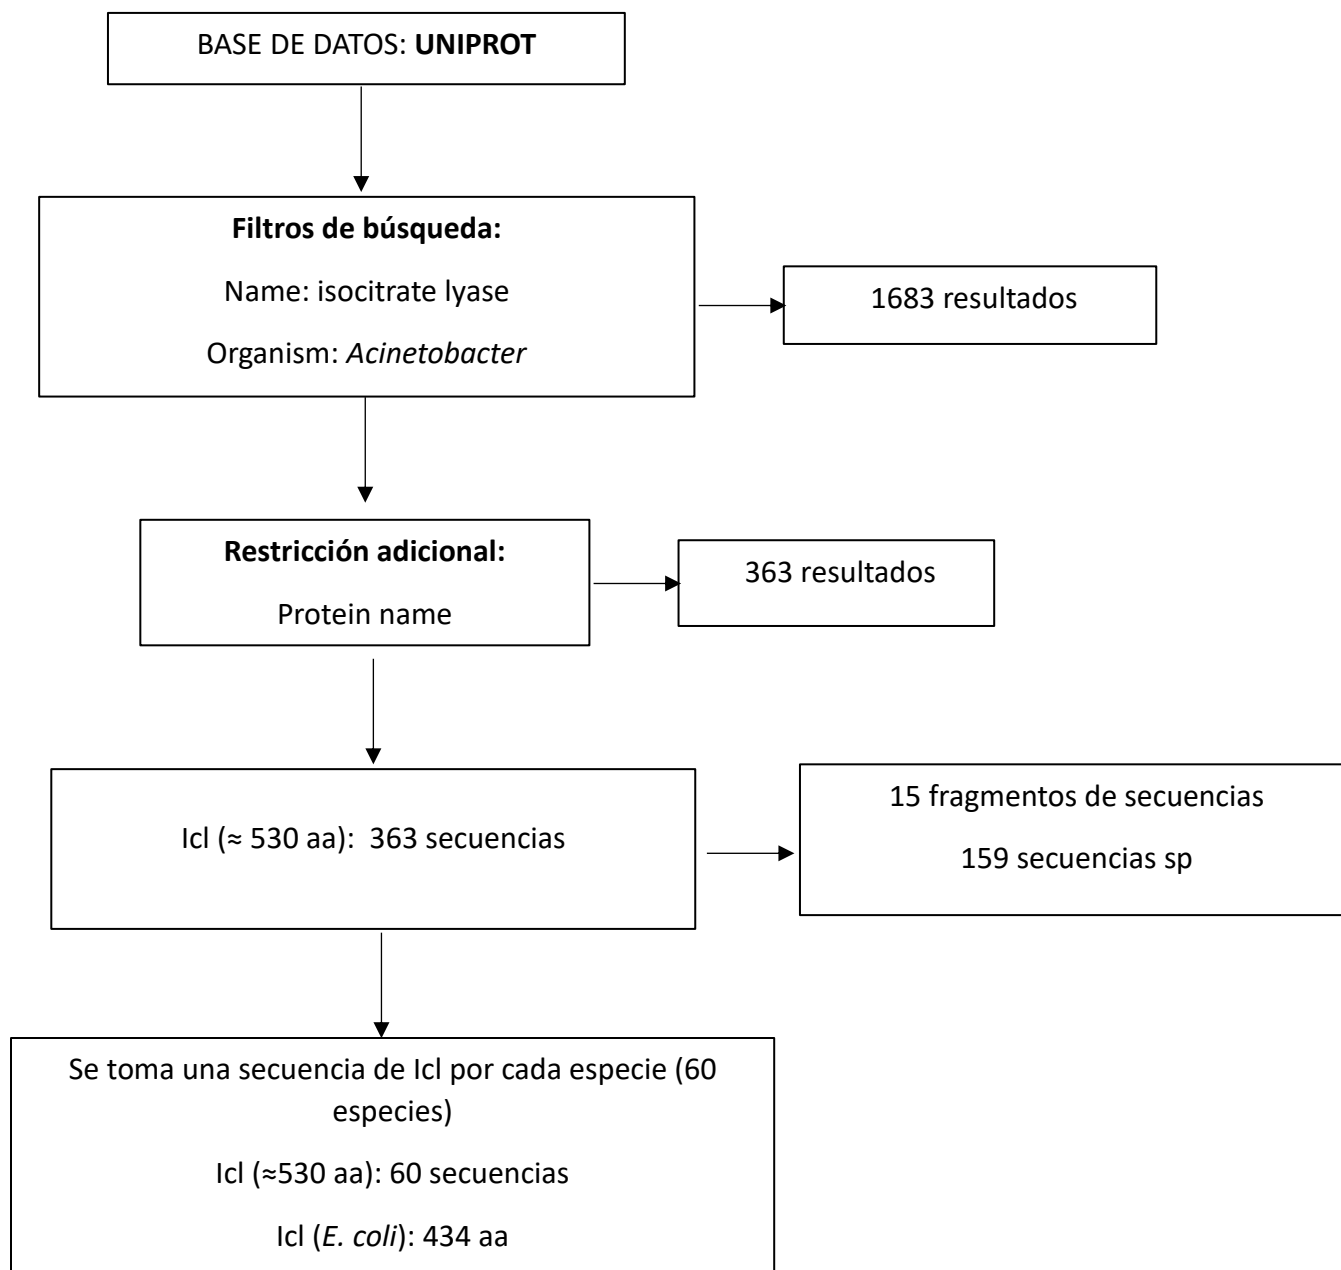 BASE DE DATOS: UNIPROT
Filtros de búsqueda:
Name: isocitrate lyase
Organism: Acinetobacter
1683 resultados
Restricción adicional:
Protein name
363 resultados
Icl (≈ 530 aa):  363 secuencias
15 fragmentos de secuencias
159 secuencias sp
Se toma una secuencia de Icl por cada especie (60
especies)
Icl (≈530 aa): 60 secuencias
Icl (E. coli): 434 aa